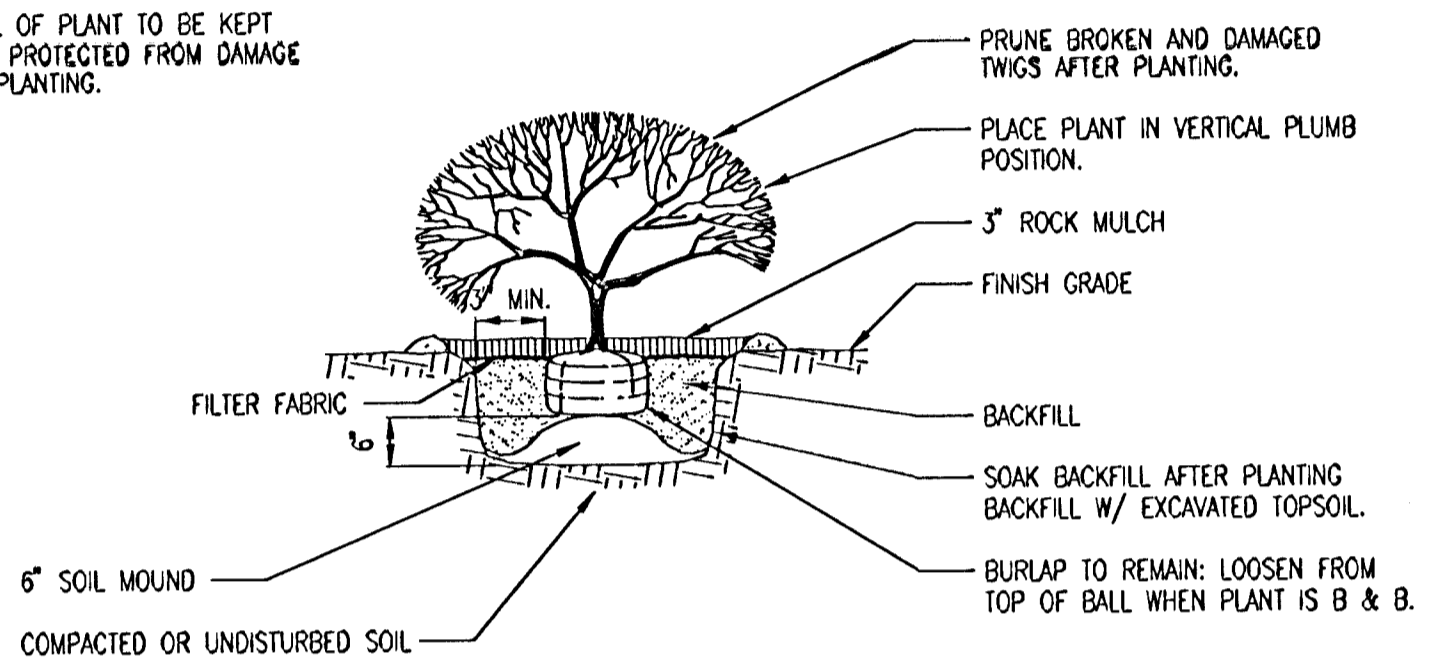 OF PLANT TO BE KEPT
PROTECTED FROM DAMAGE
PLANTING.
PRUNE BROKEN AND DAMAGED
TWIGS AFTER PLANTING.
PLACE PLANT IN VERTICAL PLUMB
POSITION.
3" ROCK MULCH
FINISH GRADE
3" MIN.
FILTER FABRIC
BACKFILL
6"
SOAK BACKFILL AFTER PLANTING
BACKFILL W/ EXCAVATED TOPSOIL.
6" SOIL MOUND
BURLAP TO REMAIN: LOOSEN FROM
TOP OF BALL WHEN PLANT IS B & B.
COMPACTED OR UNDISTURBED SOIL